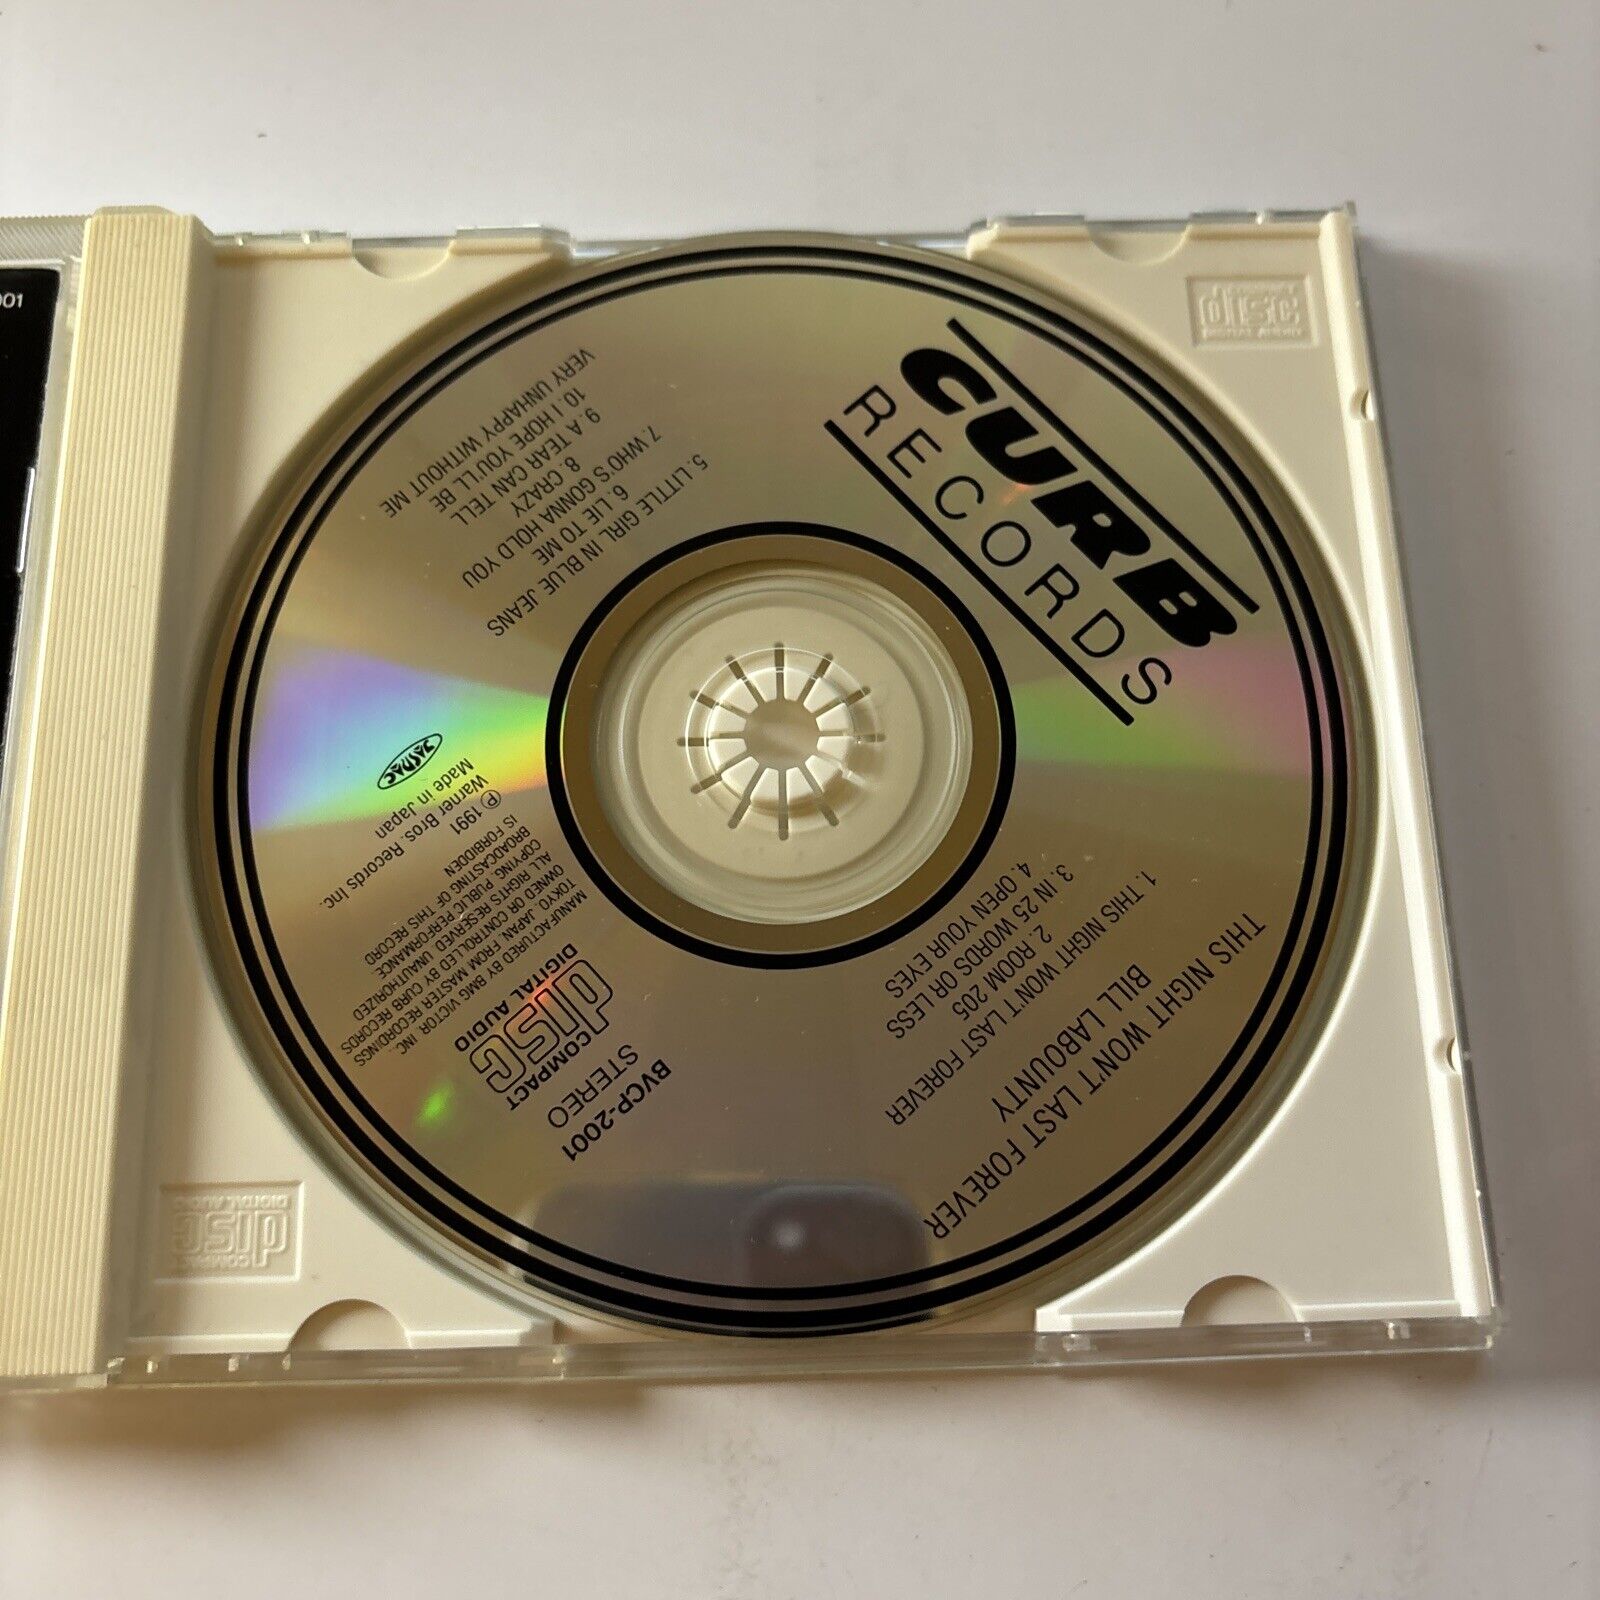 CURB
RECORDS
5. LITTLE GIRL IN BLUE JEANS
6. LIE TO ME
7. WHO'S GONNA HOLD YOU
8. CRAZY
9. A TEAR CAN TELL
10. I HOPE YOU'LL BE
VERY UNHAPPY WITHOUT ME
JASRAC
℗ 1991
Warner Bros. Records Inc.
Made in Japan
MANUFACTURED BY BMG VICTOR, INC.,
TOKYO, JAPAN. FROM MASTER RECORDINGS
OWNED OR CONTROLLED BY CURB RECORDS
ALL RIGHTS RESERVED. UNAUTHORIZED
COPYING, PUBLIC PERFORMANCE
BROADCASTING OF THIS RECORD
IS FORBIDDEN
BVCP-2001
STEREO
COMPACT
disc
DIGITAL AUDIO
THIS NIGHT WON'T LAST FOREVER
BILL LABOUNTY
1. THIS NIGHT WON'T LAST FOREVER
2. ROOM 205
3. IN 25 WORDS OR LESS
4. OPEN YOUR EYES
COMPACT
disc
DIGITAL AUDIO
COMPACT
disc
DIGITAL AUDIO
001